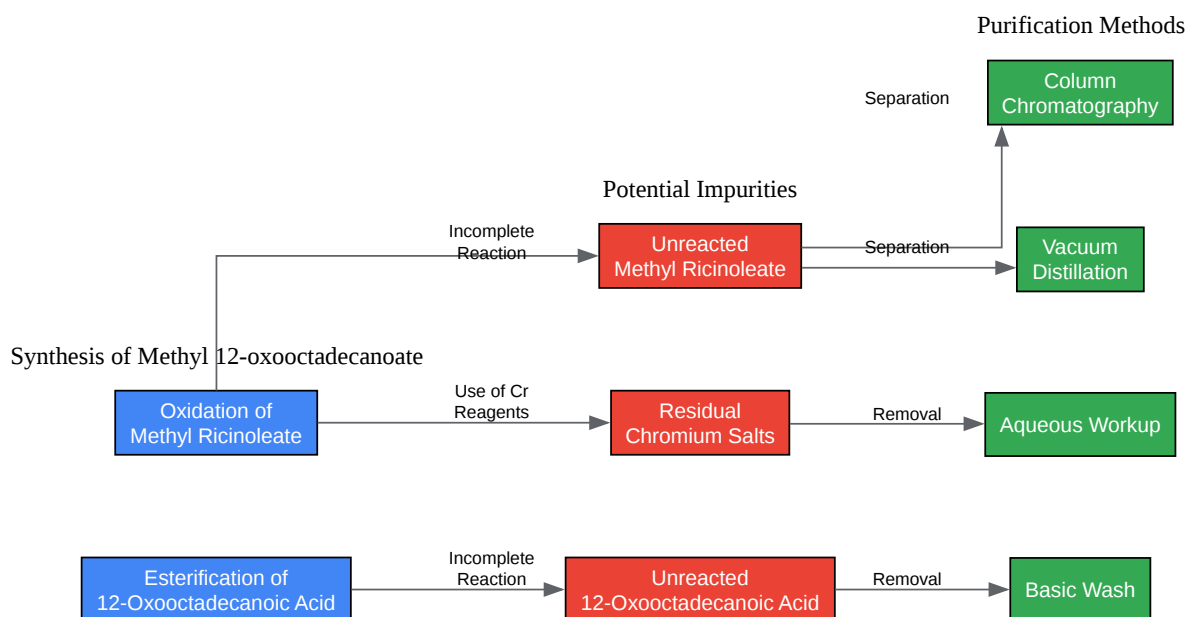 Purification Methods
Column
Chromatography
Separation
Potential Impurities
Incomplete
Reaction
Unreacted
Methyl Ricinoleate
Separation
Vacuum
Distillation
Synthesis of Methyl 12-oxooctadecanoate
Oxidation of
Methyl Ricinoleate
Use of Cr
Reagents
Residual
Chromium Salts
Removal
Aqueous Workup
Esterification of
12-Oxooctadecanoic Acid
Incomplete
Reaction
Unreacted
12-Oxooctadecanoic Acid
Removal
Basic Wash